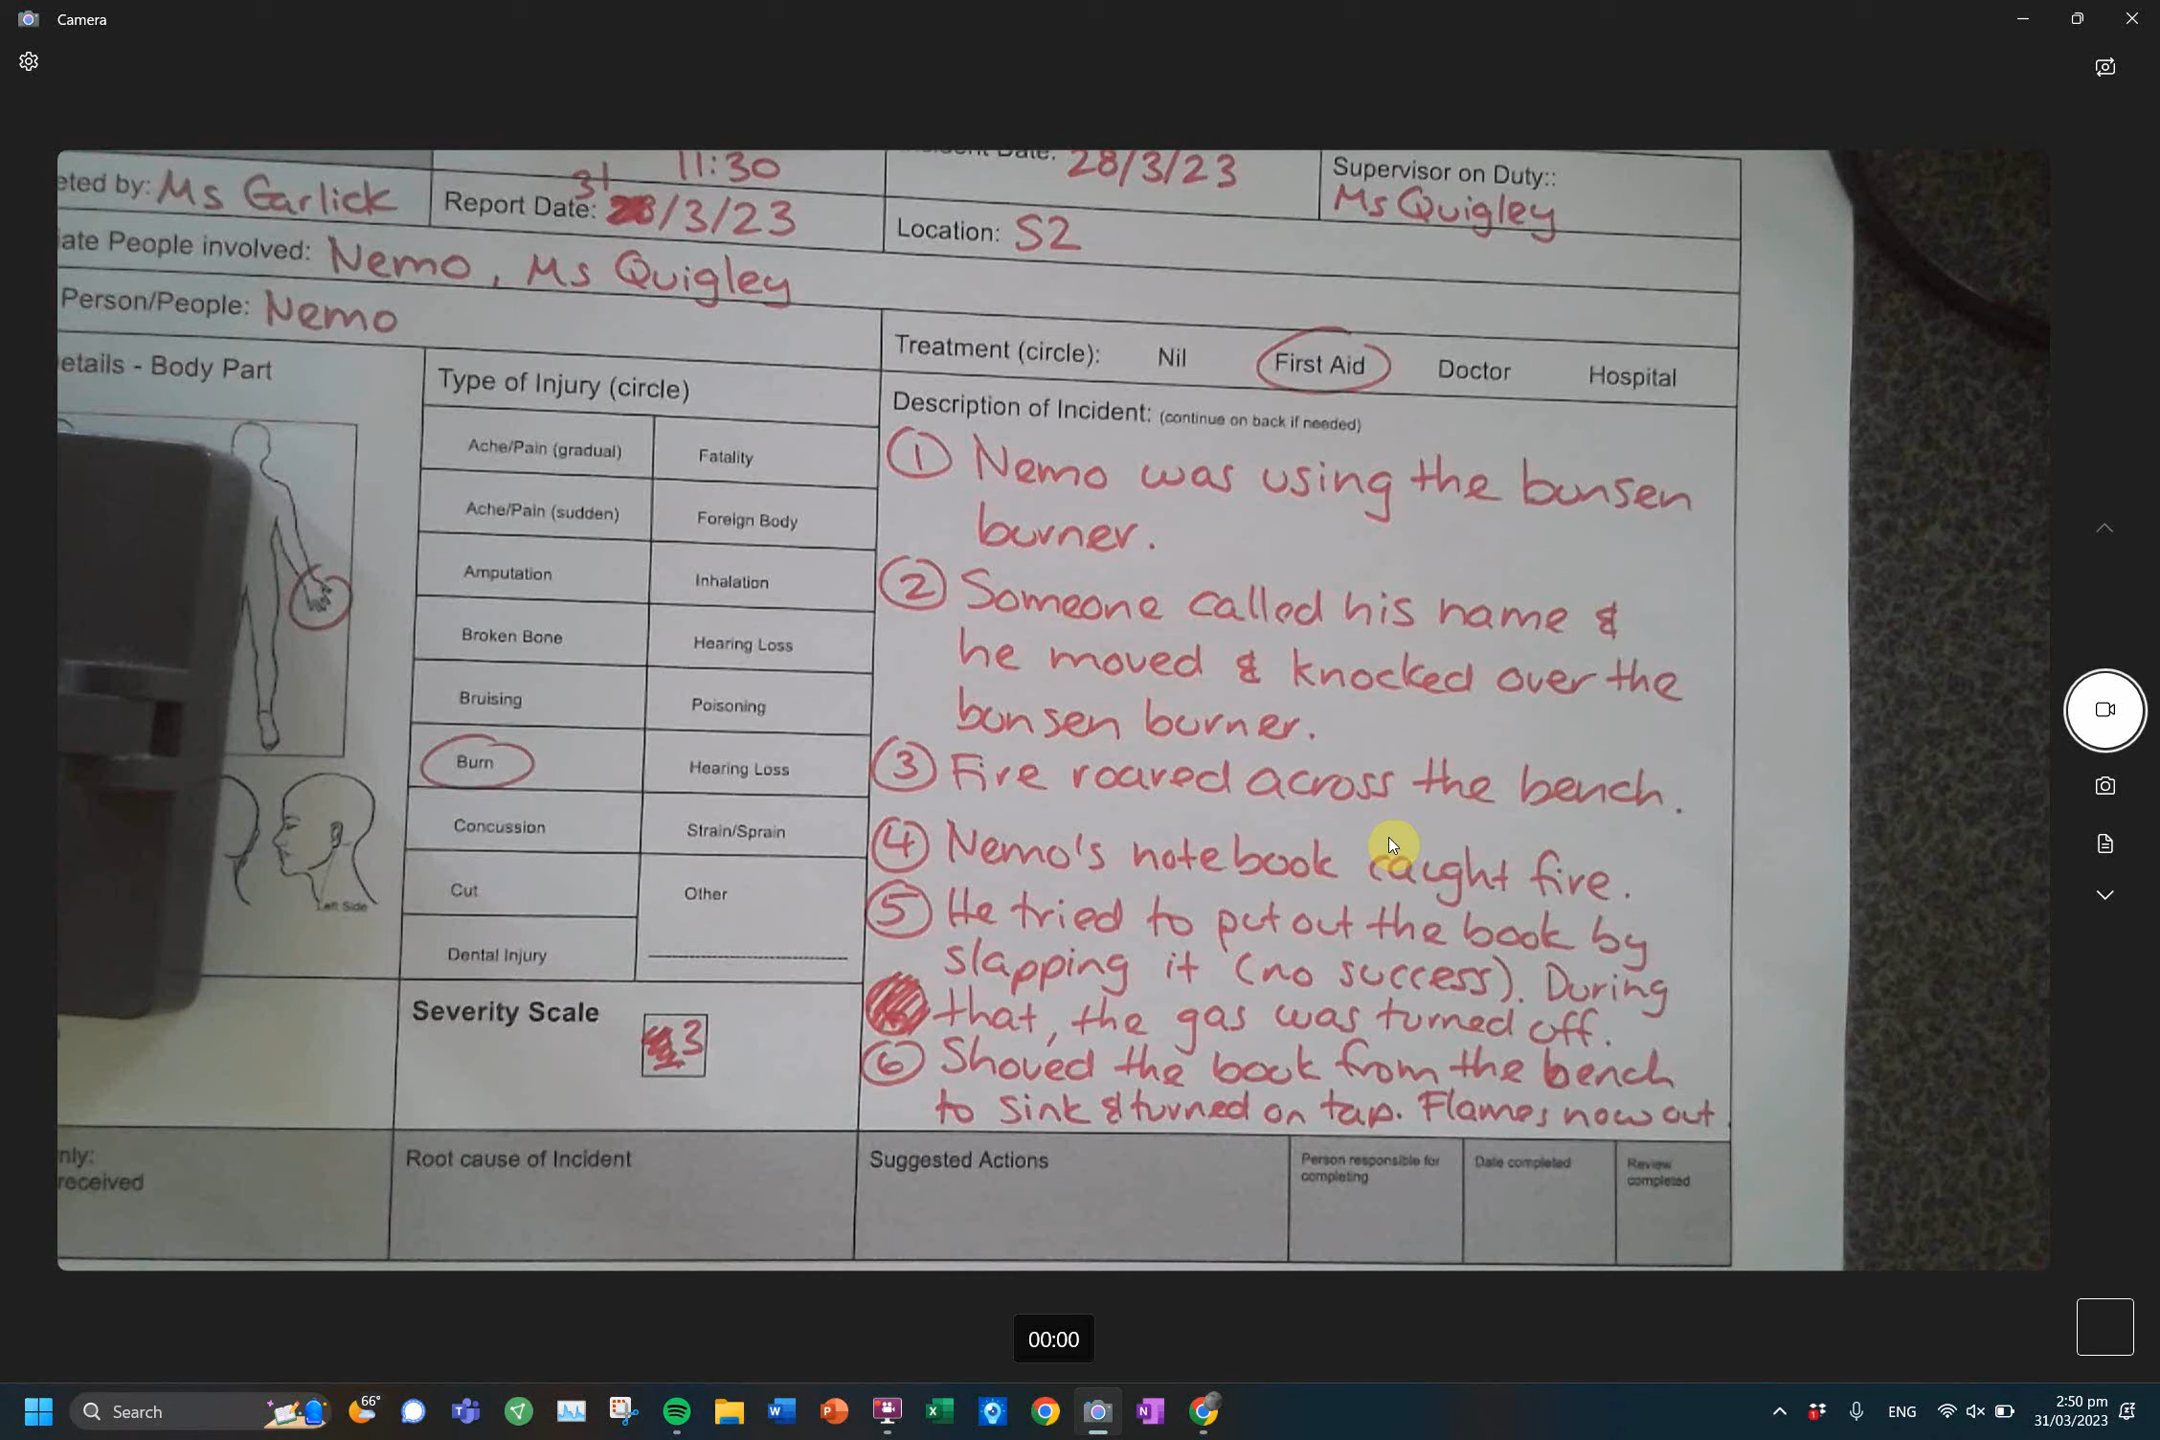 Camera
11:30
Incident Date: 28/3/23
Supervisor on Duty::
Ms Quigley
eted by: Ms Garlick
Report Date: 31/3/23
Location: S2
iate People involved: Nemo, Ms Quigley
Person/People: Nemo
Treatment (circle): Nil First Aid Doctor Hospital
etails - Body Part
Left Side
Type of Injury (circle)
Ache/Pain (gradual) Fatality
Ache/Pain (sudden) Foreign Body
Amputation Inhalation
Broken Bone Hearing Loss
Bruising Poisoning
Burn Hearing Loss
Concussion Strain/Sprain
Cut Other
Dental Injury
Severity Scale 3
Description of Incident: (continue on back if needed)
① Nemo was using the bunsen
burner.
② Someone called his name &
he moved & knocked over the
bunsen burner.
③ Fire roared across the bench.
④ Nemo's notebook caught fire.
⑤ He tried to put out the book by
slapping it (no success). During
that, the gas was turned off.
⑥ Shoved the book from the bench
to sink & turned on tap. Flames now out.
nly:
received
Root cause of Incident
Suggested Actions
Person responsible for
completing
Date completed
Review
completed
00:00
Search
66°
ENG
2:50 pm
31/03/2023